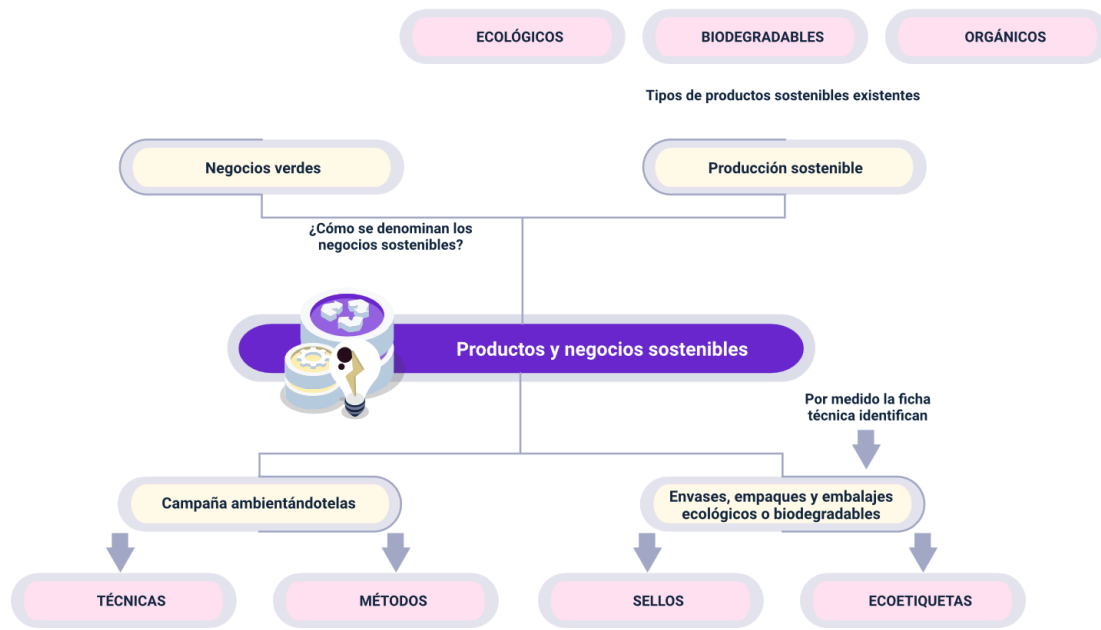 ECOLÓGICOS
BIODEGRADABLES
ORGÁNICOS
Tipos de productos sostenibles existentes
Negocios verdes
Producción sostenible
¿Cómo se denominan los
negocios sostenibles?
Productos y negocios sostenibles
Por medido la ficha
técnica identifican
Campaña ambientándotelas
Envases, empaques y embalajes
ecológicos o biodegradables
TÉCNICAS
MÉTODOS
SELLOS
ECOETIQUETAS